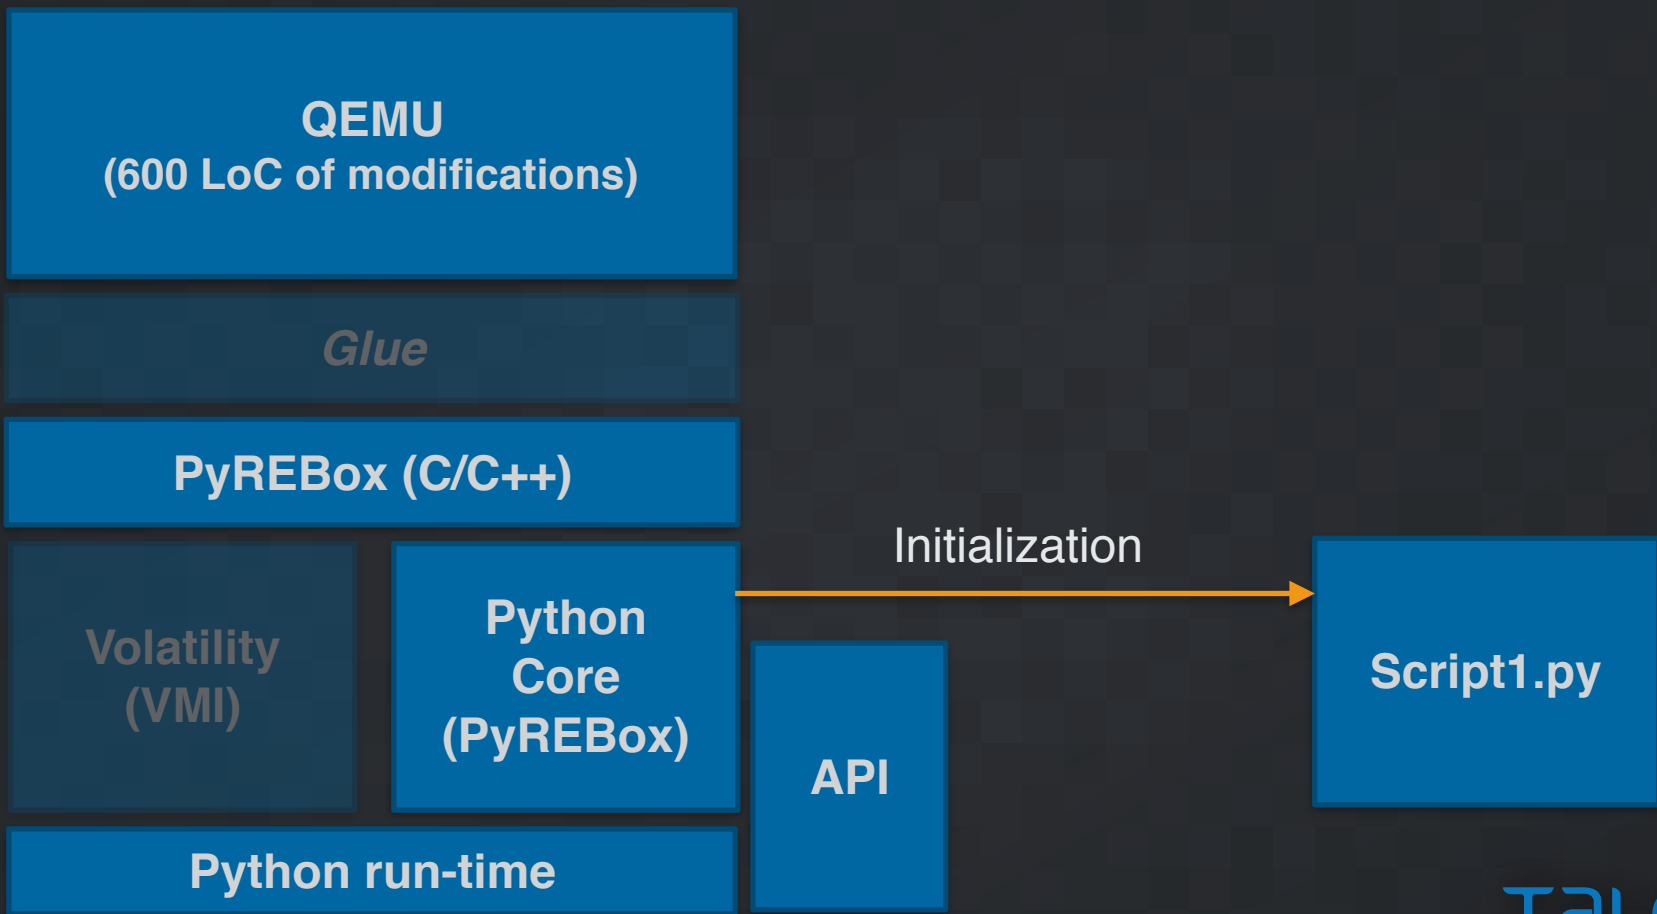 QEMU
(600 LoC of modifications)
Glue
PyREBox (C/C++)
Initialization
Volatility
(VMI)
Python
Core
(PyREBox)
API
Script1.py
Python run-time